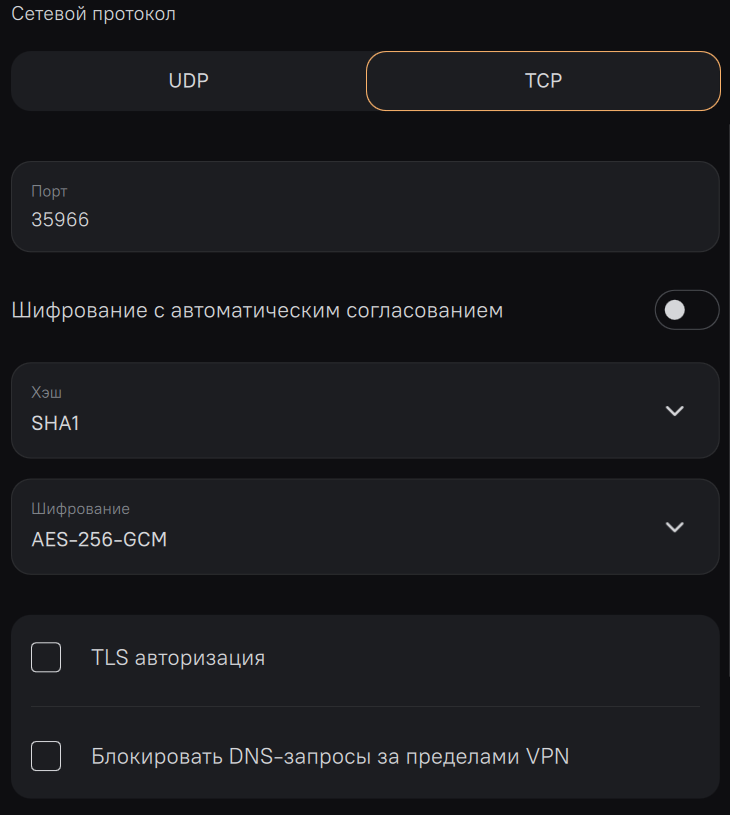 Сетевой протокол
UDP
TCP
Порт
35966
Шифрование с автоматическим согласованием
Хэш
SHA1
Шифрование
AES-256-GCM
TLS авторизация
Блокировать DNS-запросы за пределами VPN